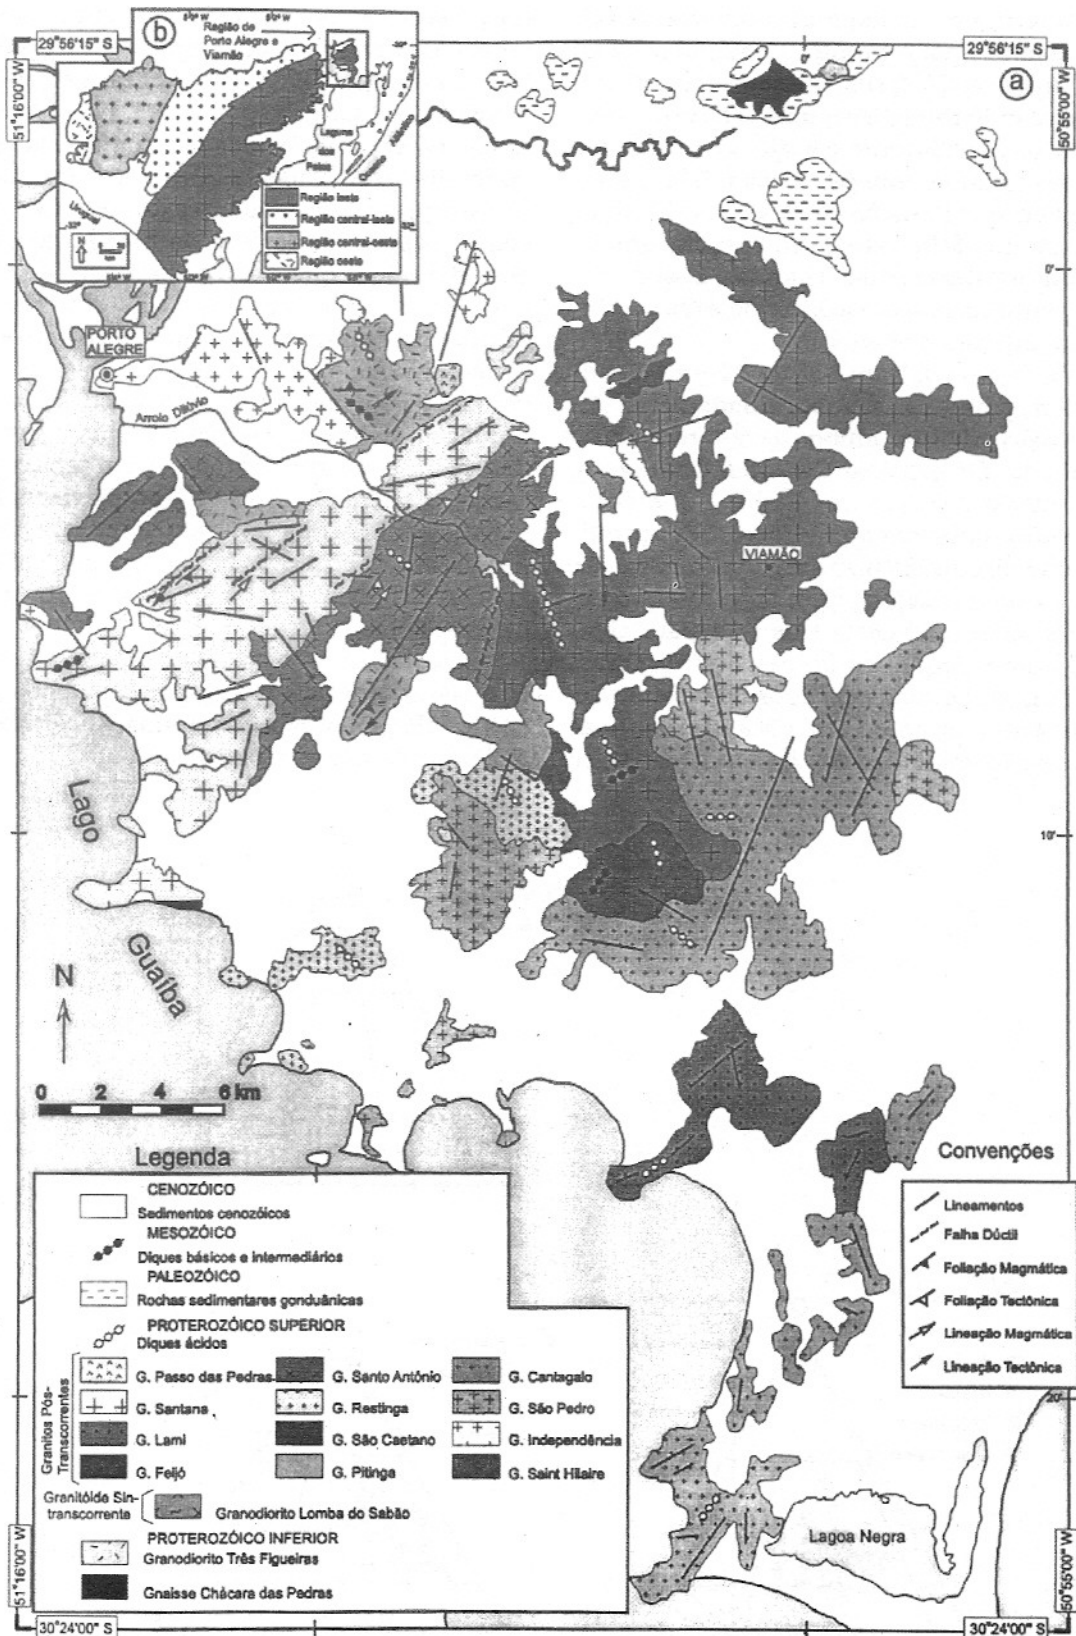 29°56'15" S
29°56'15" S
51°16'00" W
50°55'00" W
b
Região de
Porto Alegre e
Viamão
a
0'
Laguna
dos
Patos
Oceano Atlântico
Uruguai
N
km
Região leste
Região central-leste
Região central-oeste
Região oeste
0'
PORTO
ALEGRE
Arroio Dilúvio
VIAMÃO
Lago
Guaíba
10'
N
0 2 4 6 km
Legenda
CENOZÓICO
Sedimentos cenozóicos
MESOZÓICO
Diques básicos e intermediários
PALEOZÓICO
Rochas sedimentares gonduânicas
PROTEROZÓICO SUPERIOR
Diques ácidos
Granitos Pós-
Transcorrentes
G. Passo das Pedras
G. Santo Antônio
G. Cantagalo
G. Santana
G. Restinga
G. São Pedro
G. Lami
G. São Caetano
G. Independência
G. Feijó
G. Pitinga
G. Saint Hilaire
Granitóide Sin-
transcorrente
Granodiorito Lomba do Sabão
PROTEROZÓICO INFERIOR
Granodiorito Três Figueiras
Gnaisse Chácara das Pedras
Convenções
Lineamentos
Falha Dúctil
Foliação Magmática
Foliação Tectônica
Lineação Magmática
Lineação Tectônica
20'
Lagoa Negra
51°16'00" W
50°55'00" W
30°24'00" S
30°24'00" S